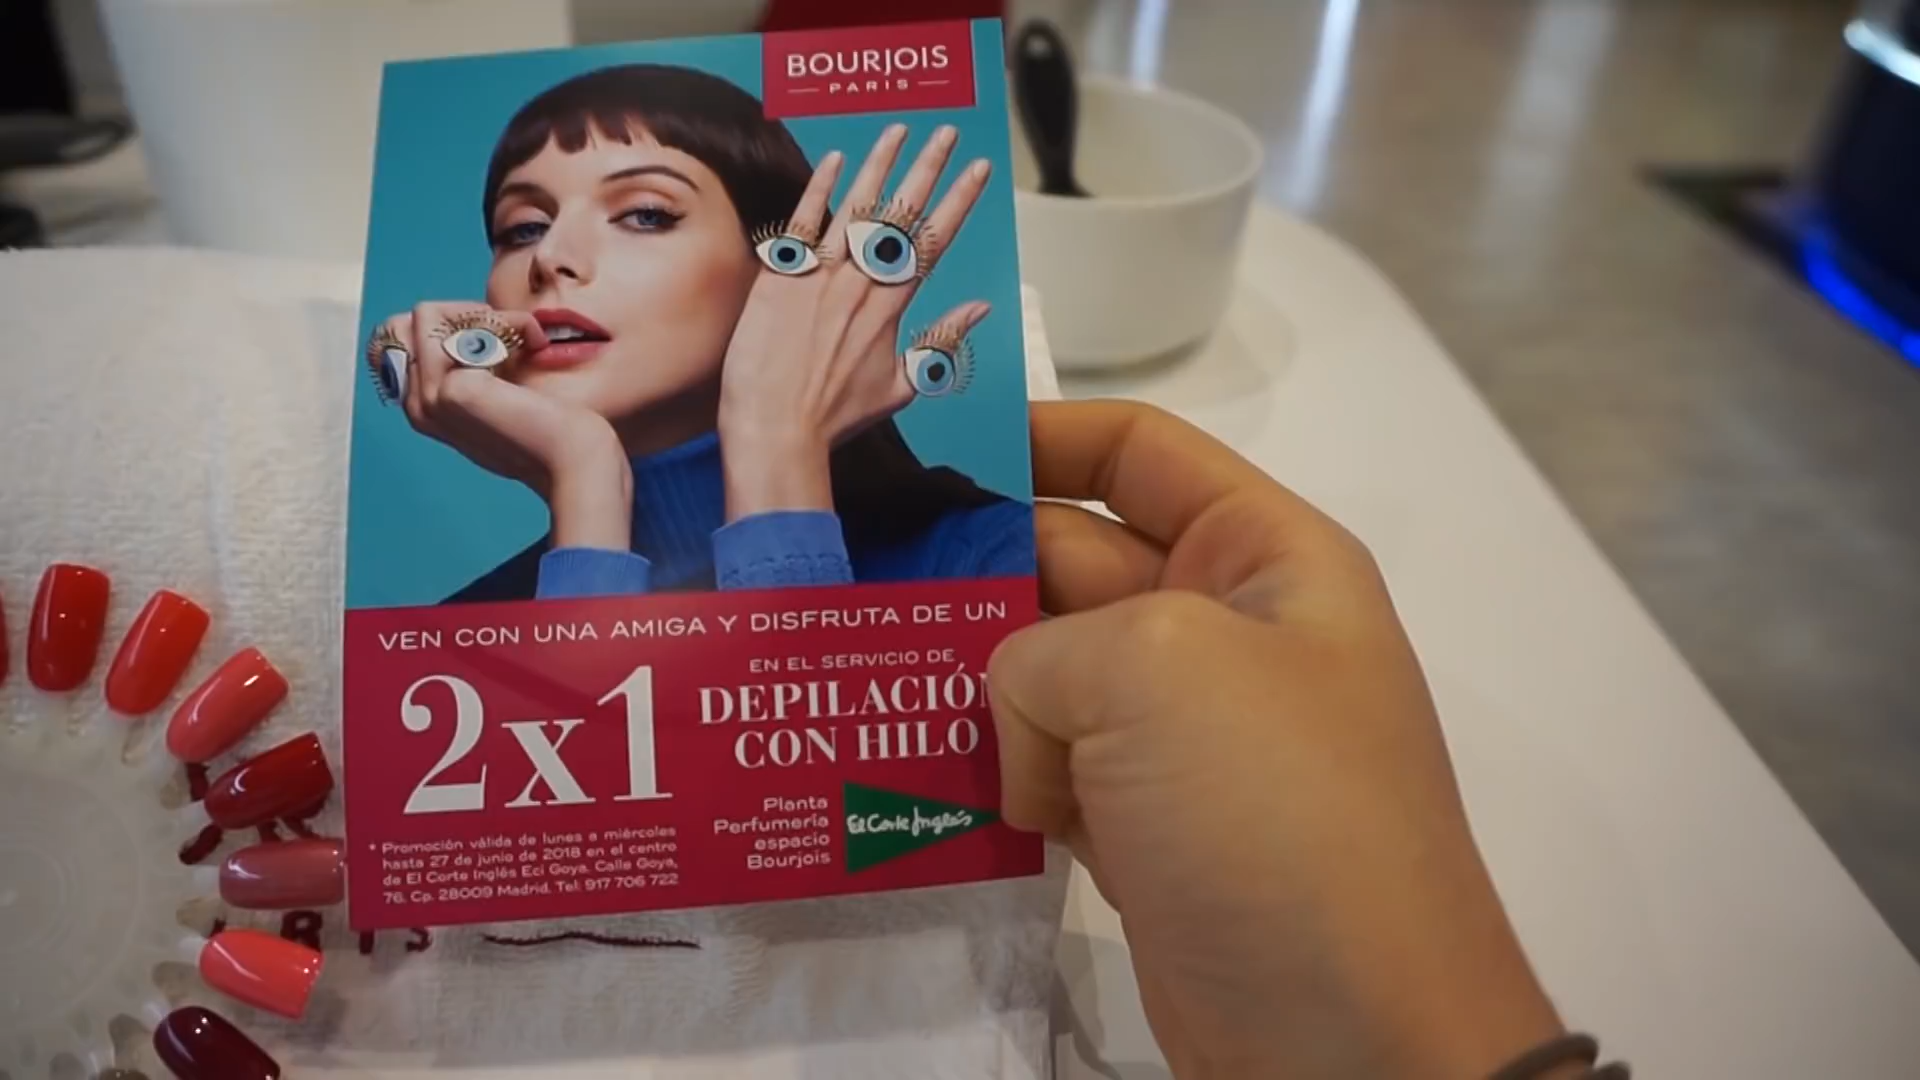 BOURJOIS
PARIS
VEN CON UNA AMIGA Y DISFRUTA DE UN
2x1
EN EL SERVICIO DE
DEPILACIÓN
CON HILO
* Promoción válida de lunes a miércoles
hasta 27 de junio de 2018 en el centro
de El Corte Inglés Eci Goya. Calle Goya,
76. Cp. 28009 Madrid. Tel: 917 706 722
Planta
Perfumería
espacio
Bourjois
El Corte Inglés
RIS